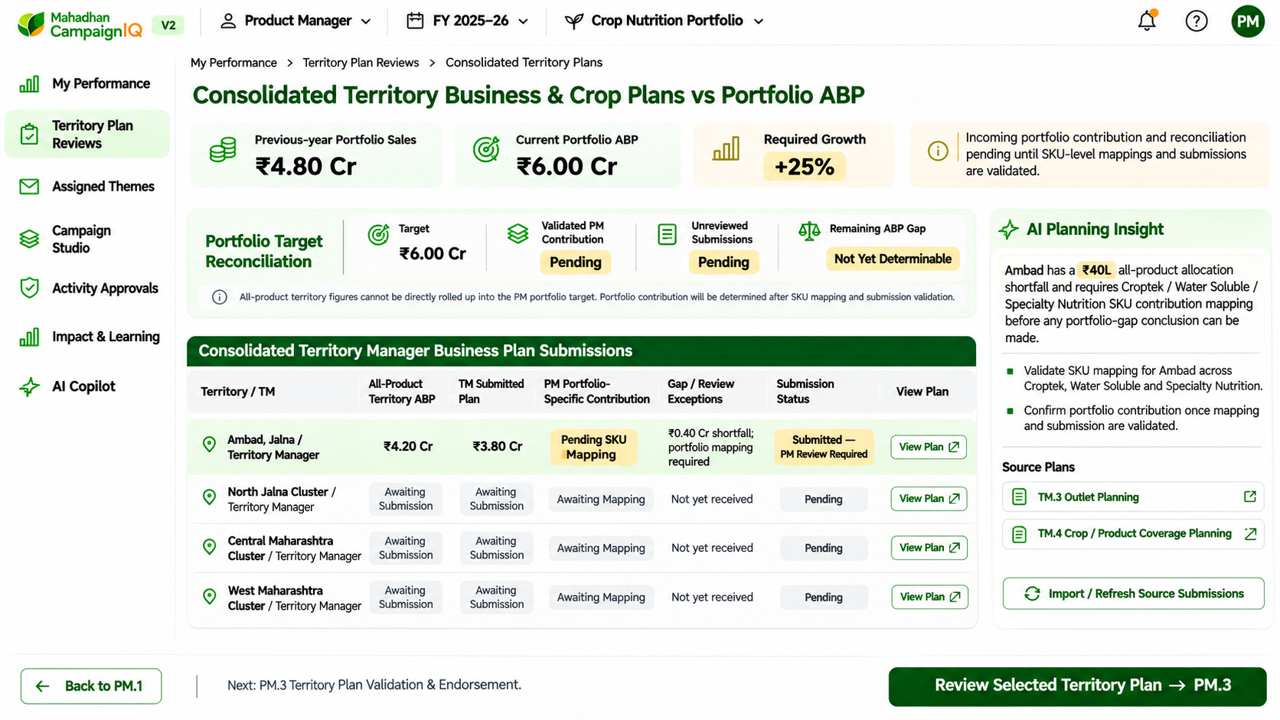 Mahadhan
CampaignIQ
V2
Product Manager
FY 2025–26
Crop Nutrition Portfolio
PM
My Performance
Territory Plan
Reviews
Assigned Themes
Campaign
Studio
Activity Approvals
Impact & Learning
AI Copilot
My Performance > Territory Plan Reviews > Consolidated Territory Plans
Consolidated Territory Business & Crop Plans vs Portfolio ABP
Previous-year Portfolio Sales
₹4.80 Cr
Current Portfolio ABP
₹6.00 Cr
Required Growth
+25%
Incoming portfolio contribution and reconciliation
pending until SKU-level mappings and submissions
are validated.
Portfolio Target
Reconciliation
Target
₹6.00 Cr
Validated PM
Contribution
Pending
Unreviewed
Submissions
Pending
Remaining ABP Gap
Not Yet Determinable
All-product territory figures cannot be directly rolled up into the PM portfolio target. Portfolio contribution will be determined after SKU mapping and submission validation.
Consolidated Territory Manager Business Plan Submissions
Territory / TM
All-Product
Territory ABP
TM Submitted
Plan
PM Portfolio-
Specific Contribution
Gap / Review
Exceptions
Submission
Status
View Plan
Ambad, Jalna /
Territory Manager
₹4.20 Cr
₹3.80 Cr
Pending SKU
Mapping
₹0.40 Cr shortfall;
portfolio mapping
required
Submitted —
PM Review Required
View Plan
North Jalna Cluster /
Territory Manager
Awaiting
Submission
Awaiting
Submission
Awaiting Mapping
Not yet received
Pending
View Plan
Central Maharashtra
Cluster / Territory Manager
Awaiting
Submission
Awaiting
Submission
Awaiting Mapping
Not yet received
Pending
View Plan
West Maharashtra
Cluster / Territory Manager
Awaiting
Submission
Awaiting
Submission
Awaiting Mapping
Not yet received
Pending
View Plan
AI Planning Insight
Ambad has a ₹40L all-product allocation
shortfall and requires Croptek / Water Soluble /
Specialty Nutrition SKU contribution mapping
before any portfolio-gap conclusion can be
made.
Validate SKU mapping for Ambad across
Croptek, Water Soluble and Specialty Nutrition.
Confirm portfolio contribution once mapping
and submission are validated.
Source Plans
TM.3 Outlet Planning
TM.4 Crop / Product Coverage Planning
Import / Refresh Source Submissions
← Back to PM.1
Next: PM.3 Territory Plan Validation & Endorsement.
Review Selected Territory Plan → PM.3